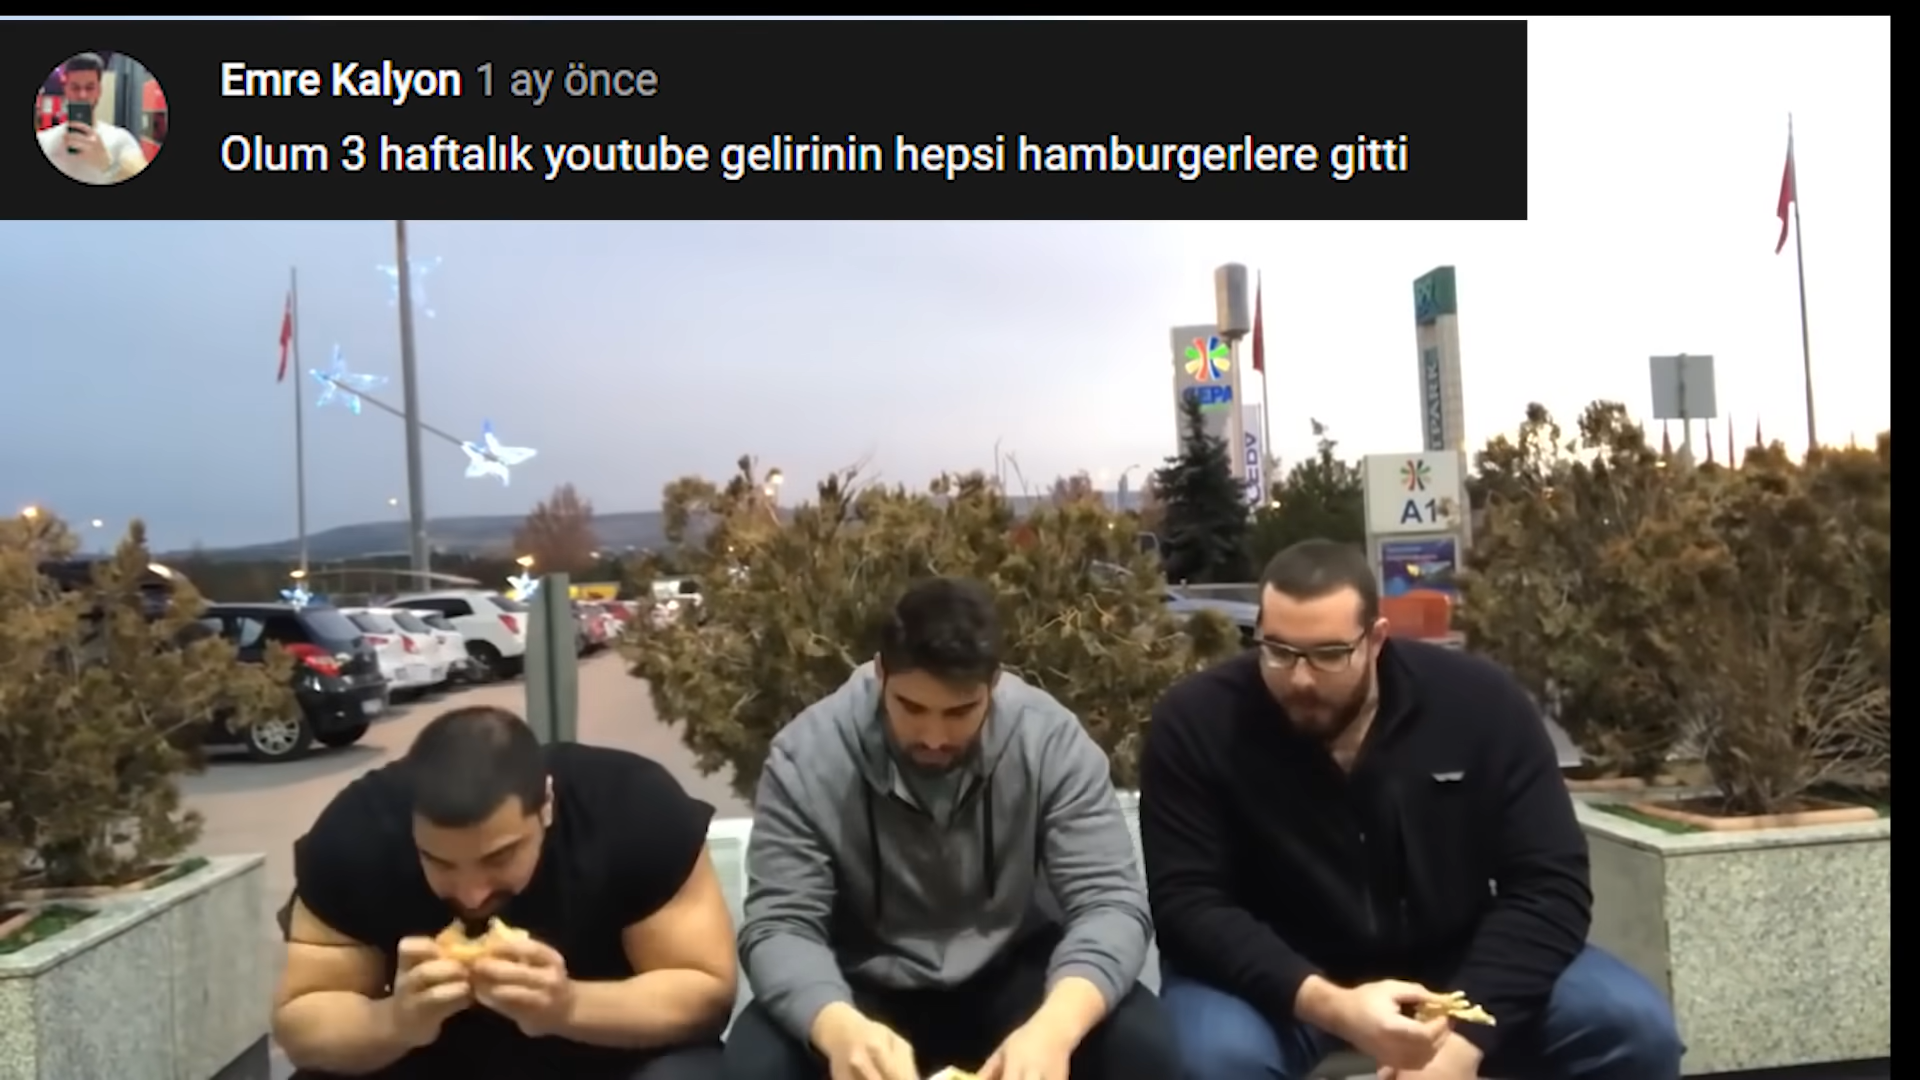 Emre Kalyon 1 ay önce
Olum 3 haftalık youtube gelirinin hepsi hamburgerlere gitti
A1